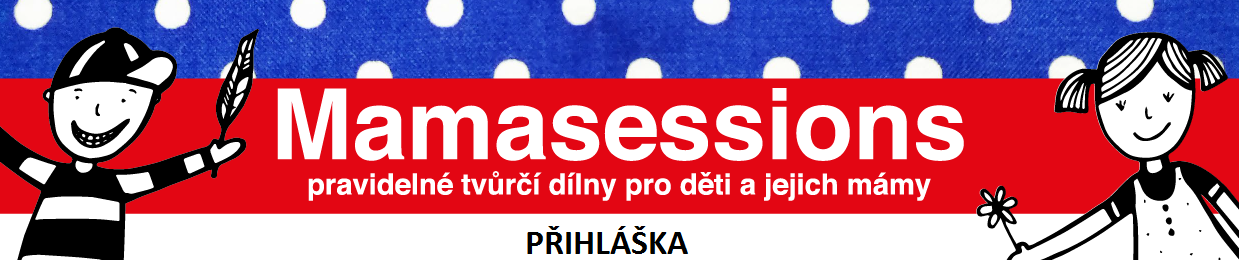 Mamasessions
pravidelné tvůrčí dílny pro děti a jejich mámy
PŘIHLÁŠKA